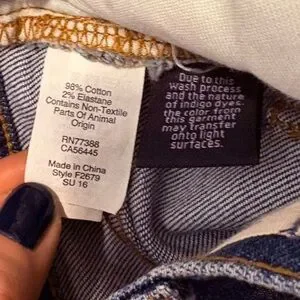 98% Cotton
2% Elastane
Contains Non-Textile
Parts Of Animal
Origin
RN77388
CA56445
Made in China
Style F2679
SU 16
Due to this
wash process
and the nature
of indigo dyes,
the color from
this garment
may transfer
onto light
surfaces.